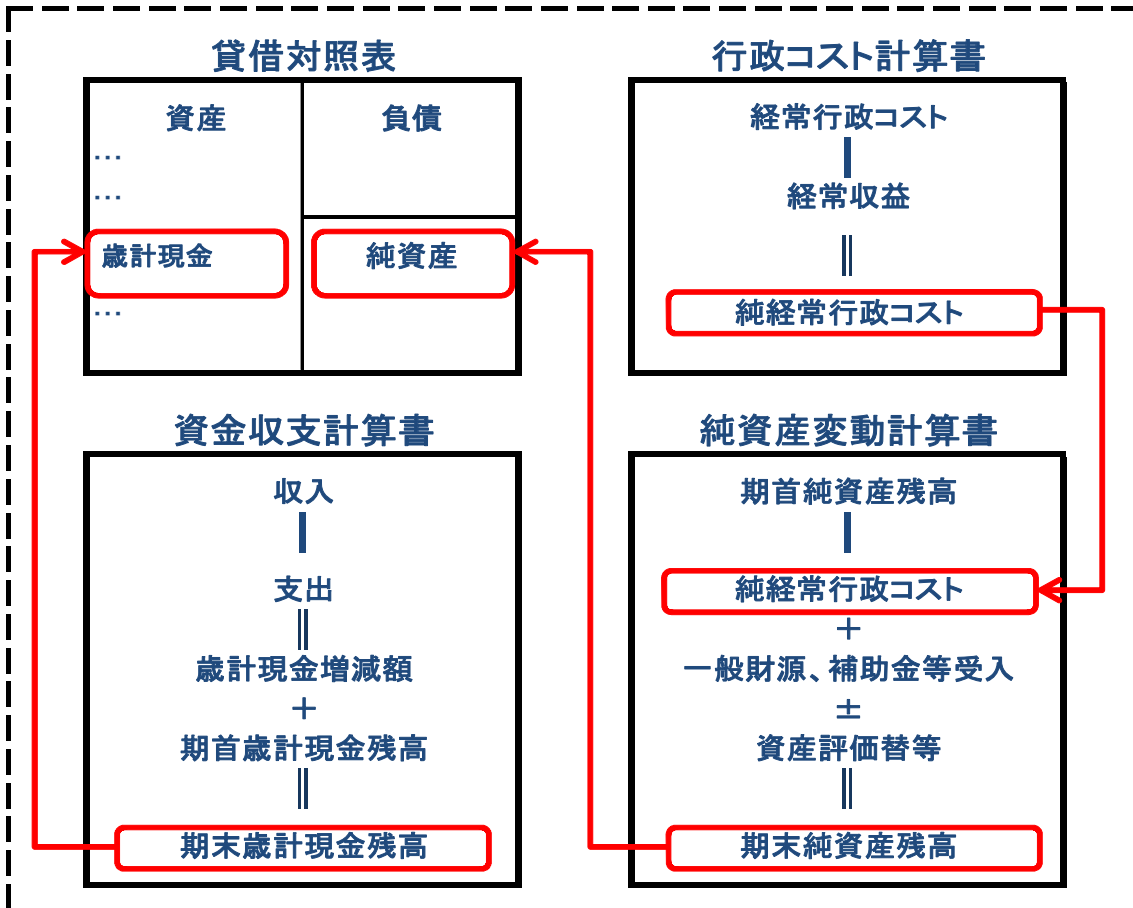 貸借対照表
資産
負債
…
…
歳計現金
純資産
…
行政コスト計算書
経常行政コスト
|
経常収益
||
純経常行政コスト
資金収支計算書
収入
|
支出
||
歳計現金増減額
＋
期首歳計現金残高
||
期末歳計現金残高
純資産変動計算書
期首純資産残高
|
純経常行政コスト
＋
一般財源、補助金等受入
±
資産評価替等
||
期末純資産残高